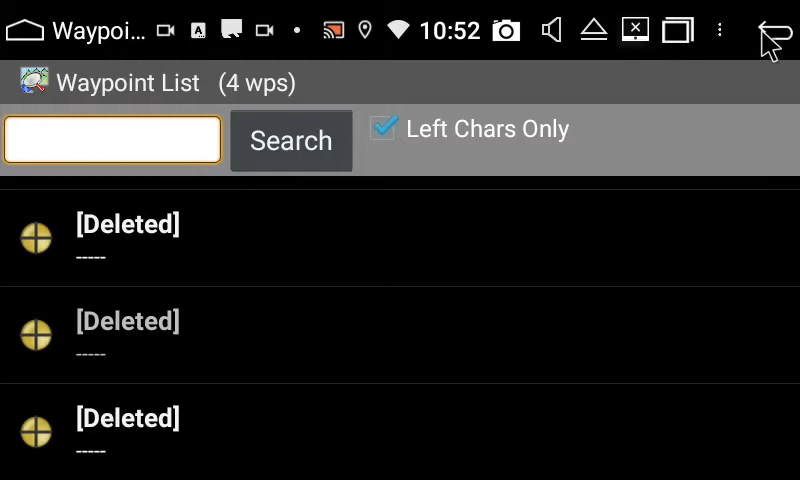 Waypoi... 10:52
Waypoint List (4 wps)
Search
Left Chars Only
[Deleted]
-----
[Deleted]
-----
[Deleted]
-----